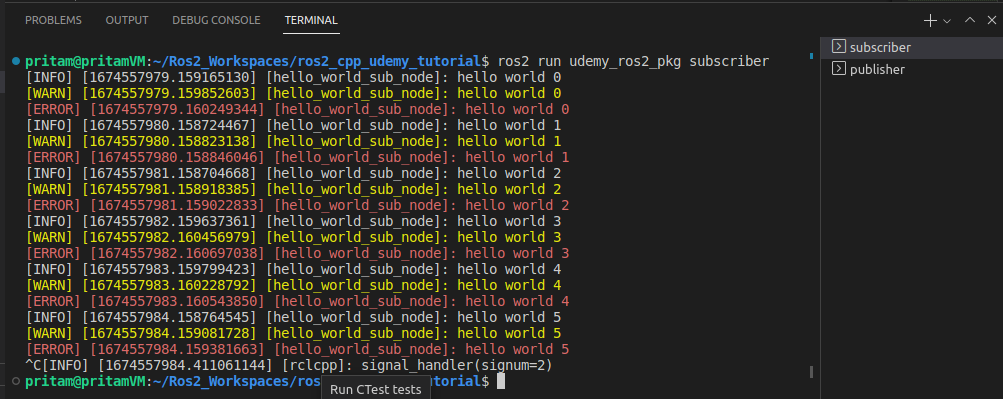 PROBLEMS OUTPUT DEBUG CONSOLE TERMINAL
pritam@pritamVM:~/Ros2_Workspaces/ros2_cpp_udemy_tutorial$ ros2 run udemy_ros2_pkg subscriber
[INFO] [1674557979.159165130] [hello_world_sub_node]: hello world 0
[WARN] [1674557979.159852603] [hello_world_sub_node]: hello world 0
[ERROR] [1674557979.160249344] [hello_world_sub_node]: hello world 0
[INFO] [1674557980.158724467] [hello_world_sub_node]: hello world 1
[WARN] [1674557980.158823138] [hello_world_sub_node]: hello world 1
[ERROR] [1674557980.158846046] [hello_world_sub_node]: hello world 1
[INFO] [1674557981.158704668] [hello_world_sub_node]: hello world 2
[WARN] [1674557981.158918385] [hello_world_sub_node]: hello world 2
[ERROR] [1674557981.159022833] [hello_world_sub_node]: hello world 2
[INFO] [1674557982.159637361] [hello_world_sub_node]: hello world 3
[WARN] [1674557982.160456979] [hello_world_sub_node]: hello world 3
[ERROR] [1674557982.160697038] [hello_world_sub_node]: hello world 3
[INFO] [1674557983.159799423] [hello_world_sub_node]: hello world 4
[WARN] [1674557983.160228792] [hello_world_sub_node]: hello world 4
[ERROR] [1674557983.160543850] [hello_world_sub_node]: hello world 4
[INFO] [1674557984.158764545] [hello_world_sub_node]: hello world 5
[WARN] [1674557984.159081728] [hello_world_sub_node]: hello world 5
[ERROR] [1674557984.159381663] [hello_world_sub_node]: hello world 5
^C[INFO] [1674557984.411061144] [rclcpp]: signal_handler(signum=2)
pritam@pritamVM:~/Ros2_Workspaces/ros tutorial$
Run CTest tests
subscriber
publisher